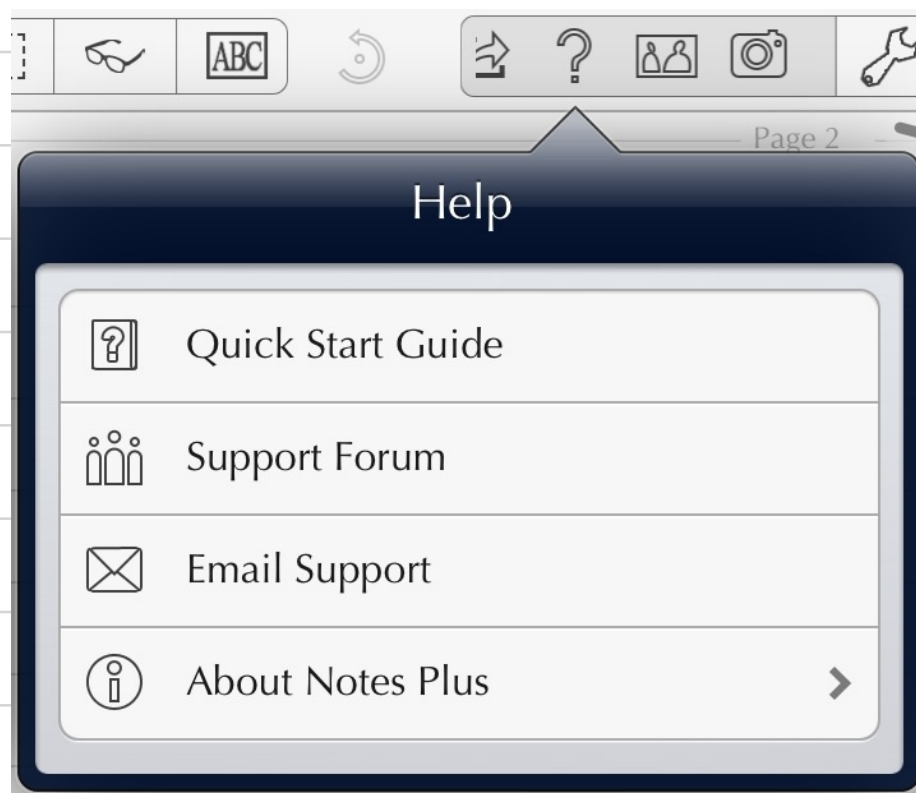 ABC
?
Page 2
Help
?
Quick Start Guide
Support Forum
Email Support
i
About Notes Plus